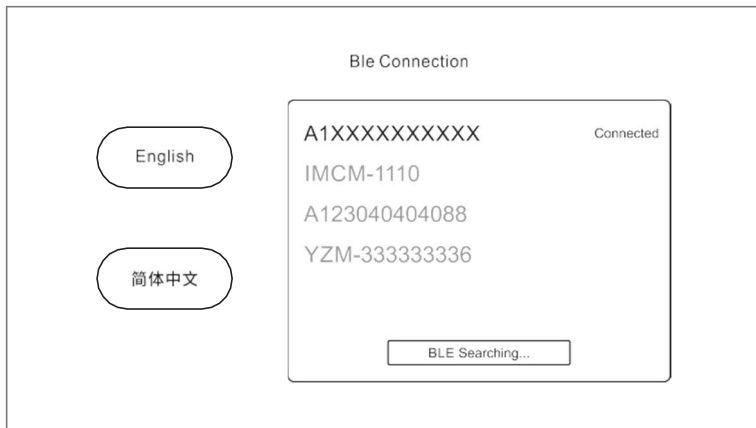 Ble Connection
English
简体中文
A1XXXXXXXXXX Connected
IMCM-1110
A123040404088
YZM-333333336
BLE Searching...